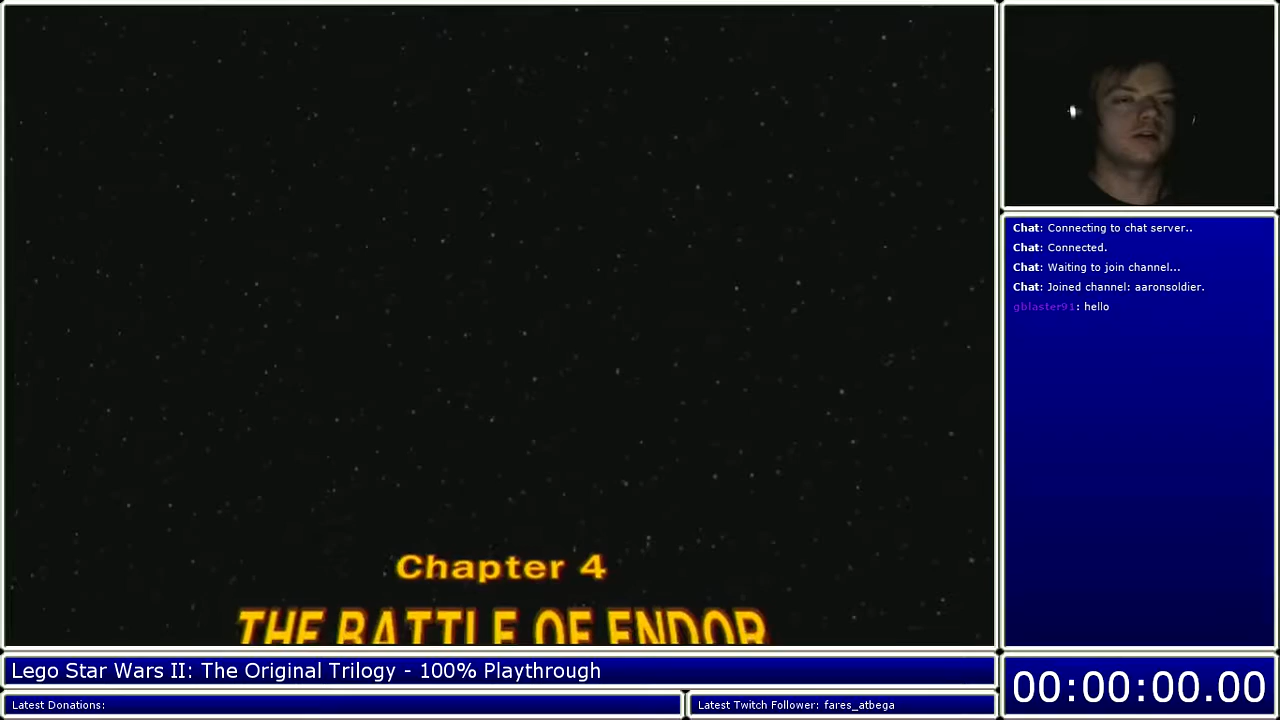 Chat: Connecting to chat server..
Chat: Connected.
Chat: Waiting to join channel...
Chat: Joined channel: aaronsoldier.
gblaster91: hello
Chapter 4
THE BATTLE OF ENDOR
Lego Star Wars II: The Original Trilogy - 100% Playthrough
00:00:00.00
Latest Donations:
Latest Twitch Follower: fares_atbega